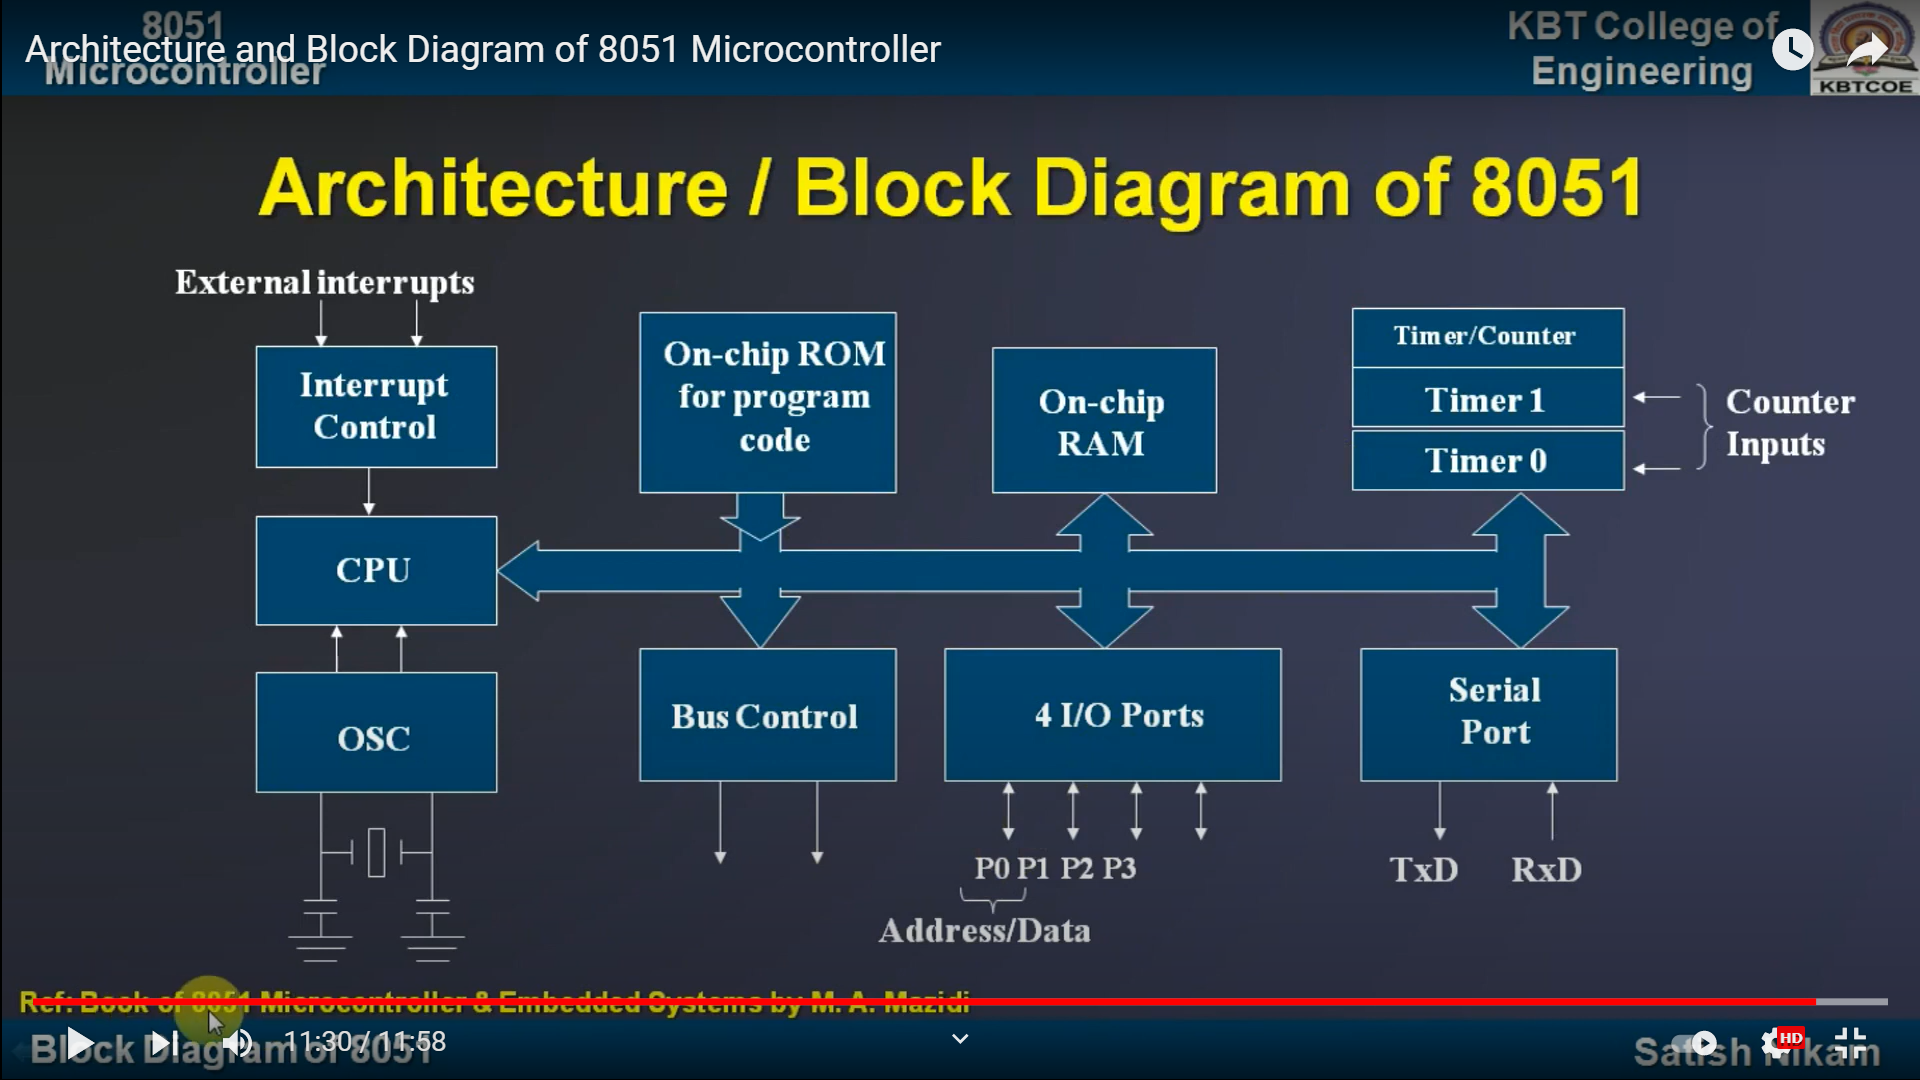 8051
Microcontroller
Architecture and Block Diagram of 8051 Microcontroller
KBT College of
Engineering
KBTCOE
Architecture / Block Diagram of 8051
External interrupts
Interrupt
Control
On-chip ROM
for program
code
On-chip
RAM
Timer/Counter
Timer 1
Timer 0
Counter
Inputs
CPU
OSC
Bus Control
4 I/O Ports
Serial
Port
P0 P1 P2 P3
Address/Data
TxD RxD
Ref: Book of 8051 Microcontroller & Embedded Systems by M. A. Mazidi
11:30 / 11:58
HD
Block Diagram of 8051
Satish Nikam